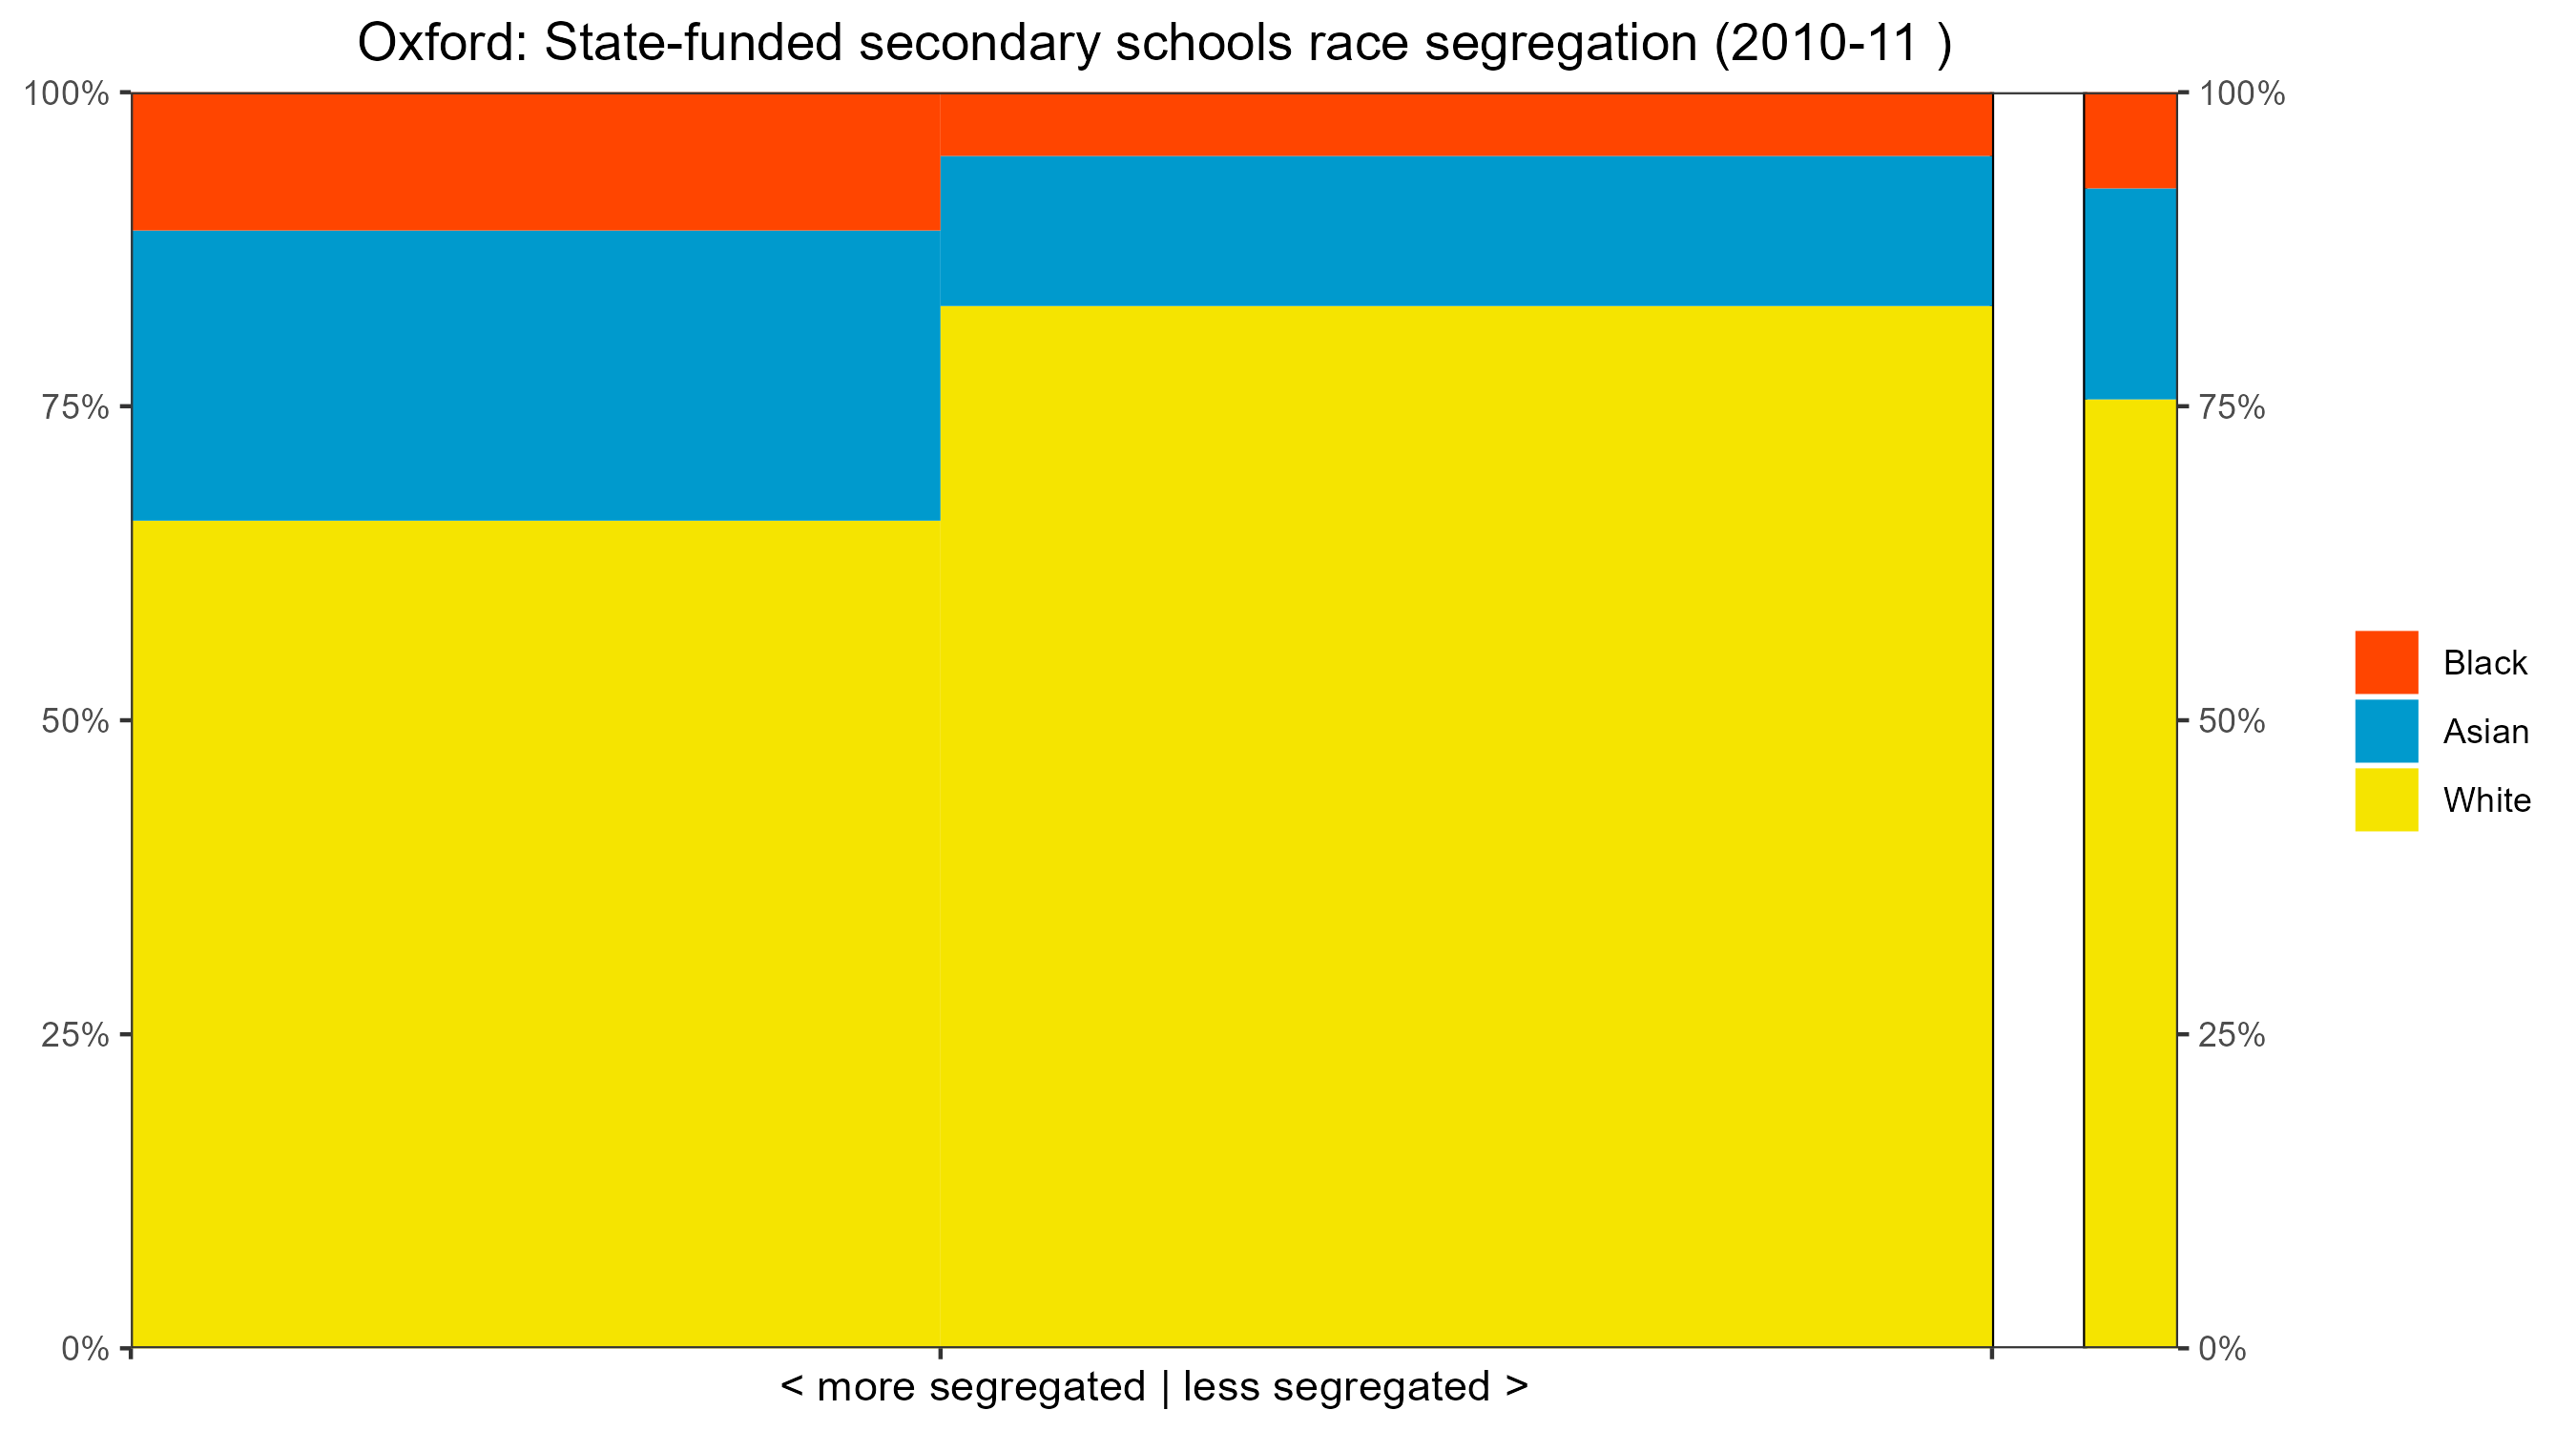 Oxford: State-funded secondary schools race segregation (2010-11 )
100%
75%
50%
25%
0%
100%
75%
50%
25%
0%
Black
Asian
White
< more segregated | less segregated >